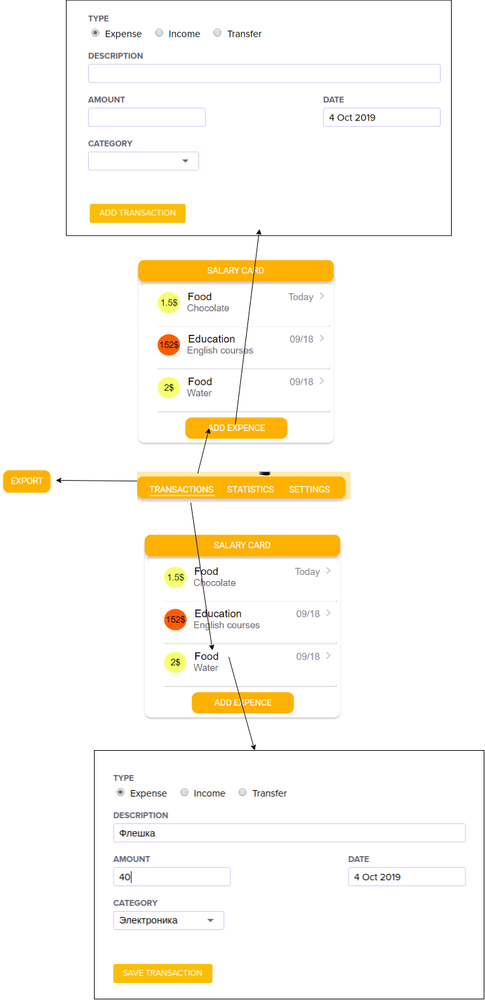 TYPE
Expense Income Transfer
DESCRIPTION
AMOUNT DATE
4 Oct 2019
CATEGORY
ADD TRANSACTION
SALARY CARD
1.5$ Food Today
Chocolate
152$ Education 09/18
English courses
2$ Food 09/18
Water
ADD EXPENCE
EXPORT
TRANSACTIONS STATISTICS SETTINGS
SALARY CARD
1.5$ Food Today
Chocolate
152$ Education 09/18
English courses
2$ Food 09/18
Water
ADD EXPENCE
TYPE
Expense Income Transfer
DESCRIPTION
Флешка
AMOUNT DATE
40 4 Oct 2019
CATEGORY
Электроника
SAVE TRANSACTION